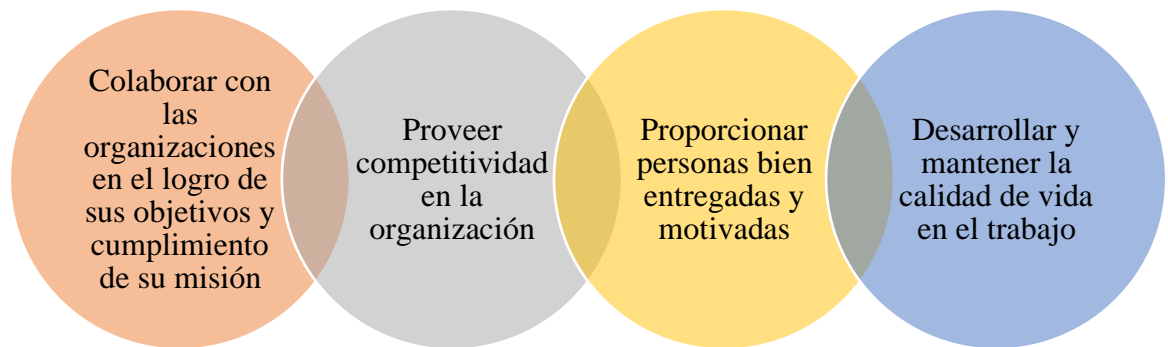 Colaborar con
las
organizaciones
en el logro de
sus objetivos y
cumplimiento
de su misión
Proveer
competitividad
en la
organización
Proporcionar
personas bien
entregadas y
motivadas
Desarrollar y
mantener la
calidad de vida
en el trabajo